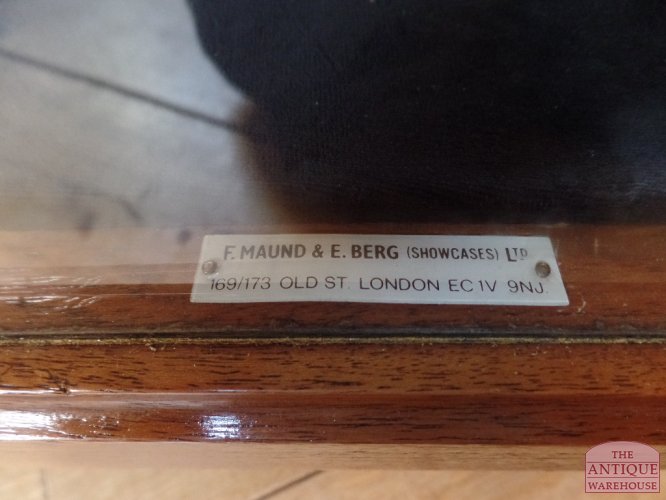 F. MAUND & E. BERG (SHOWCASES) LTD
169/173 OLD ST. LONDON EC1V 9NJ.
THE
ANTIQUE
WAREHOUSE